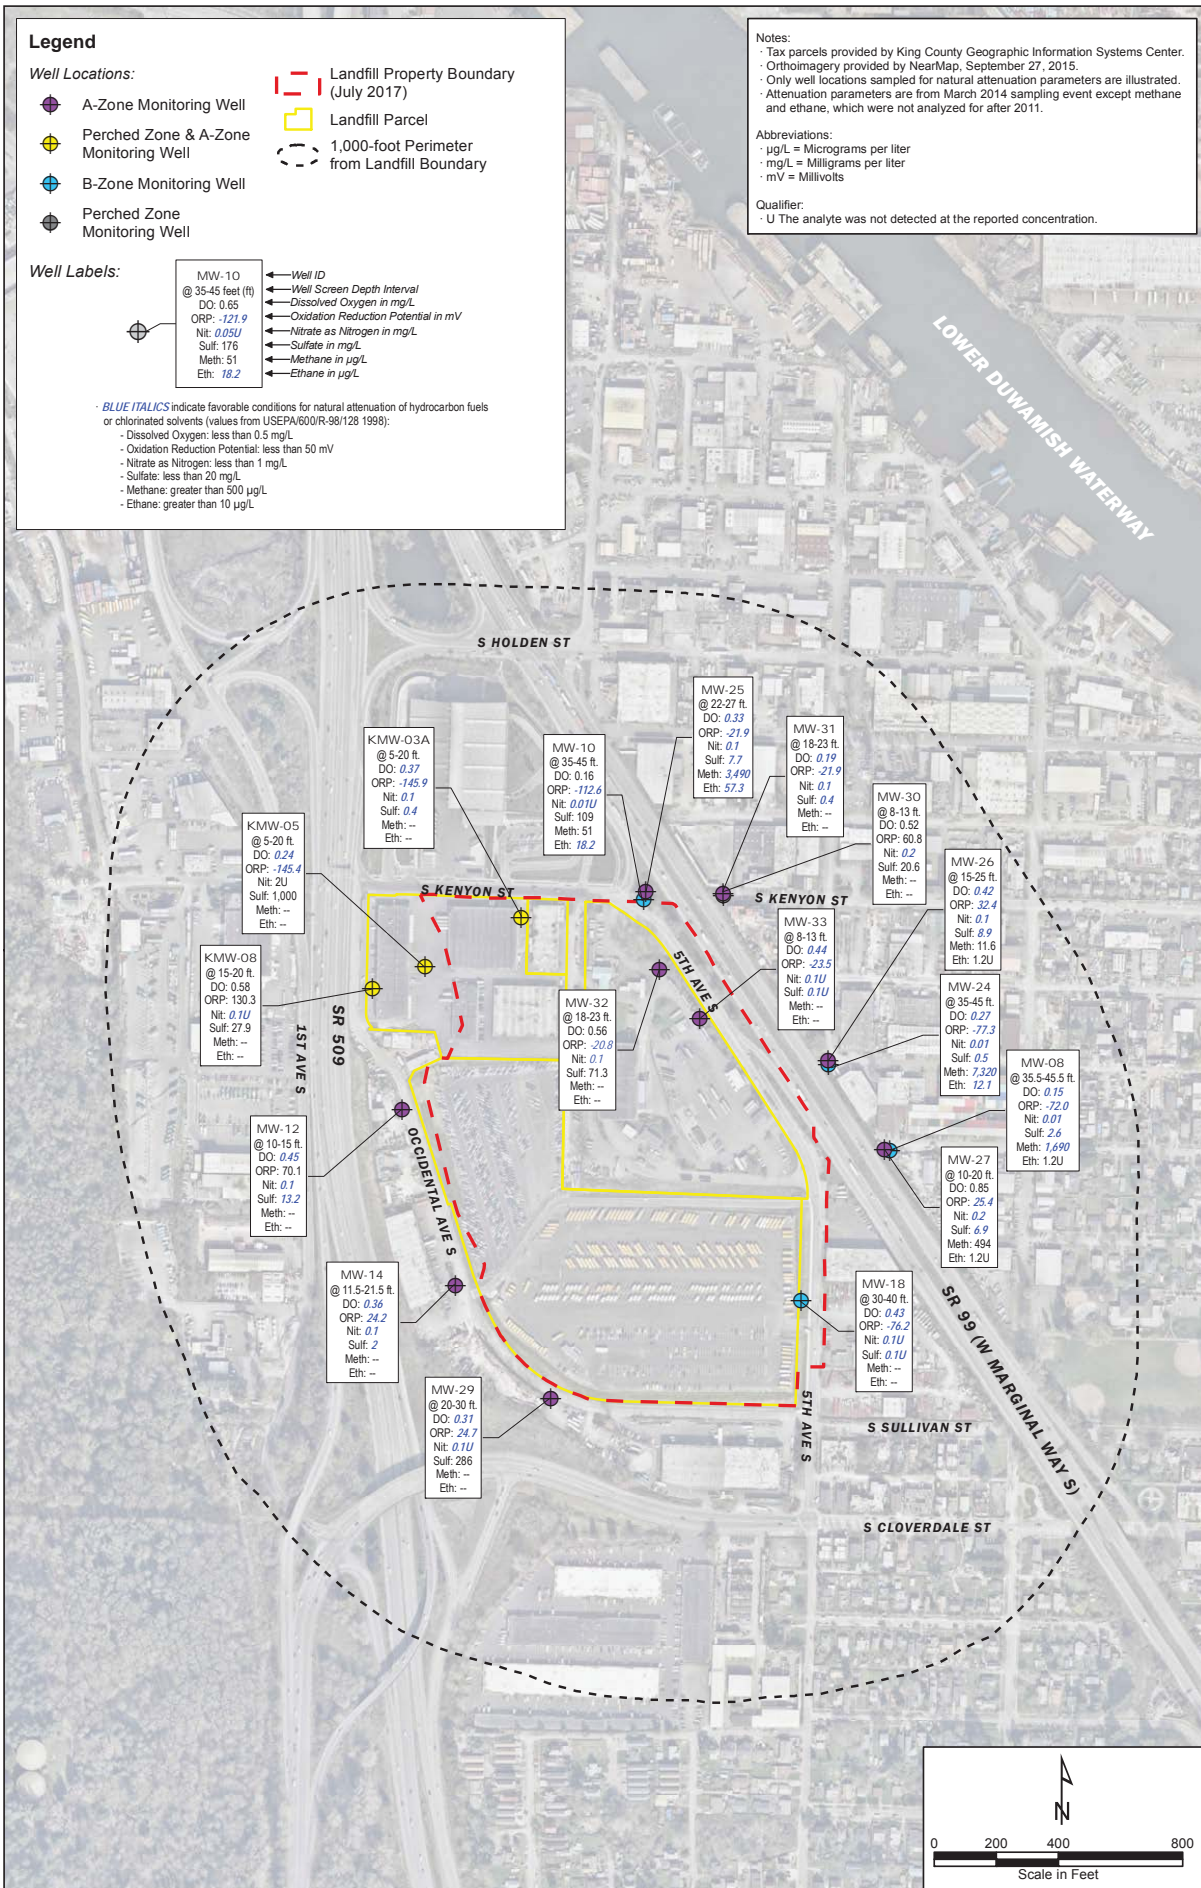 Legend
Well Locations:
A-Zone Monitoring Well
Perched Zone & A-Zone
Monitoring Well
B-Zone Monitoring Well
Perched Zone
Monitoring Well
Landfill Property Boundary
(July 2017)
Landfill Parcel
1,000-foot Perimeter
from Landfill Boundary
Well Labels:
MW-10
@ 35-45 feet (ft)
DO: 0.65
ORP: -121.9
Nit: 0.05U
Sulf: 176
Meth: 51
Eth: 18.2
Well ID
Well Screen Depth Interval
Dissolved Oxygen in mg/L
Oxidation Reduction Potential in mV
Nitrate as Nitrogen in mg/L
Sulfate in mg/L
Methane in µg/L
Ethane in µg/L
· BLUE ITALICS indicate favorable conditions for natural attenuation of hydrocarbon fuels
or chlorinated solvents (values from USEPA/600/R-98/128 1998):
- Dissolved Oxygen: less than 0.5 mg/L
- Oxidation Reduction Potential: less than 50 mV
- Nitrate as Nitrogen: less than 1 mg/L
- Sulfate: less than 20 mg/L
- Methane: greater than 500 µg/L
- Ethane: greater than 10 µg/L
Notes:
· Tax parcels provided by King County Geographic Information Systems Center.
· Orthoimagery provided by NearMap, September 27, 2015.
· Only well locations sampled for natural attenuation parameters are illustrated.
· Attenuation parameters are from March 2014 sampling event except methane
and ethane, which were not analyzed for after 2011.
Abbreviations:
· µg/L = Micrograms per liter
· mg/L = Milligrams per liter
· mV = Millivolts
Qualifier:
· U The analyte was not detected at the reported concentration.
LOWER DUWAMISH WATERWAY
S HOLDEN ST
MW-25
@ 22-27 ft.
DO: 0.33
ORP: -21.9
Nit: 0.1
Sulf: 7.7
Meth: 3,490
Eth: 57.3
MW-31
@ 18-23 ft.
DO: 0.19
ORP: -21.9
Nit: 0.1
Sulf: 0.4
Meth: --
Eth: --
KMW-03A
@ 5-20 ft.
DO: 0.37
ORP: -145.9
Nit: 0.1
Sulf: 0.4
Meth: --
Eth: --
MW-10
@ 35-45 ft.
DO: 0.16
ORP: -112.6
Nit: 0.01U
Sulf: 109
Meth: 51
Eth: 18.2
MW-30
@ 8-13 ft.
DO: 0.52
ORP: 60.8
Nit: 0.2
Sulf: 20.6
Meth: --
Eth: --
KMW-05
@ 5-20 ft.
DO: 0.24
ORP: -145.4
Nit: 2U
Sulf: 1,000
Meth: --
Eth: --
MW-26
@ 15-25 ft.
DO: 0.42
ORP: 32.4
Nit: 0.1
Sulf: 8.9
Meth: 11.6
Eth: 1.2U
S KENYON ST
S KENYON ST
MW-33
@ 8-13 ft.
DO: 0.44
ORP: -23.5
Nit: 0.1U
Sulf: 0.1U
Meth: --
Eth: --
KMW-08
@ 15-20 ft.
DO: 0.58
ORP: 130.3
Nit: 0.1U
Sulf: 27.9
Meth: --
Eth: --
5TH AVE S
MW-24
@ 35-45 ft.
DO: 0.27
ORP: -77.3
Nit: 0.01
Sulf: 0.5
Meth: 7,320
Eth: 12.1
MW-32
@ 18-23 ft.
DO: 0.56
ORP: -20.8
Nit: 0.1
Sulf: 71.3
Meth: --
Eth: --
1ST AVE S
SR 509
MW-08
@ 35.5-45.5 ft.
DO: 0.15
ORP: -72.0
Nit: 0.01
Sulf: 2.6
Meth: 1,690
Eth: 1.2U
MW-12
@ 10-15 ft.
DO: 0.45
ORP: 70.1
Nit: 0.1
Sulf: 13.2
Meth: --
Eth: --
OCCIDENTAL AVE S
MW-27
@ 10-20 ft.
DO: 0.85
ORP: 25.4
Nit: 0.2
Sulf: 6.9
Meth: 494
Eth: 1.2U
MW-14
@ 11.5-21.5 ft.
DO: 0.36
ORP: 24.2
Nit: 0.1
Sulf: 2
Meth: --
Eth: --
MW-18
@ 30-40 ft.
DO: 0.43
ORP: -76.2
Nit: 0.1U
Sulf: 0.1U
Meth: --
Eth: --
SR 99 (W MARGINAL WAY S)
MW-29
@ 20-30 ft.
DO: 0.31
ORP: 24.7
Nit: 0.1U
Sulf: 286
Meth: --
Eth: --
5TH AVE S
S SULLIVAN ST
S CLOVERDALE ST
N
0 200 400 800
Scale in Feet